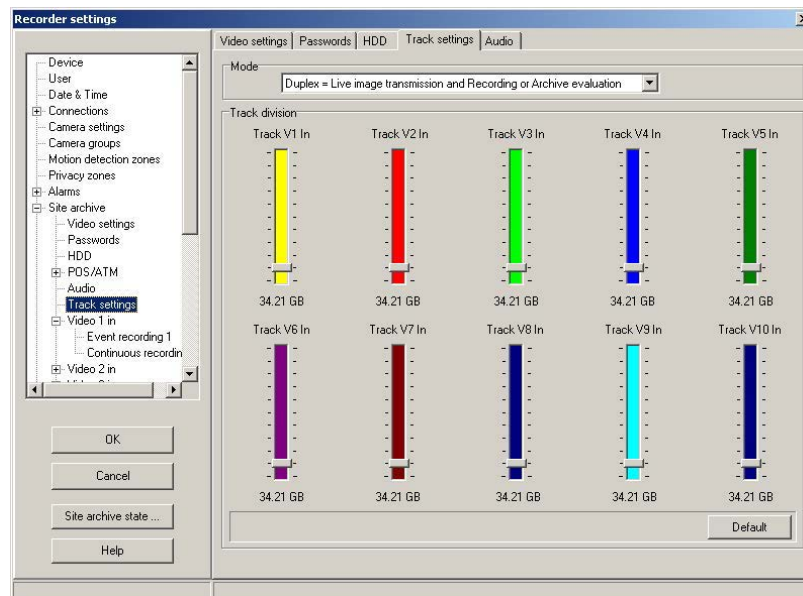 Recorder settings
Device
User
Date & Time
Connections
Camera settings
Camera groups
Motion detection zones
Privacy zones
Alarms
Site archive
Video settings
Passwords
HDD
POS/ATM
Audio
Track settings
Video 1 in
Event recording 1
Continuous recordin
Video 2 in
OK
Cancel
Site archive state ...
Help
Video settings Passwords HDD Track settings Audio
Mode
Duplex = Live image transmission and Recording or Archive evaluation
Track division
Track V1 In Track V2 In Track V3 In Track V4 In Track V5 In
34.21 GB 34.21 GB 34.21 GB 34.21 GB 34.21 GB
Track V6 In Track V7 In Track V8 In Track V9 In Track V10 In
34.21 GB 34.21 GB 34.21 GB 34.21 GB 34.21 GB
Default